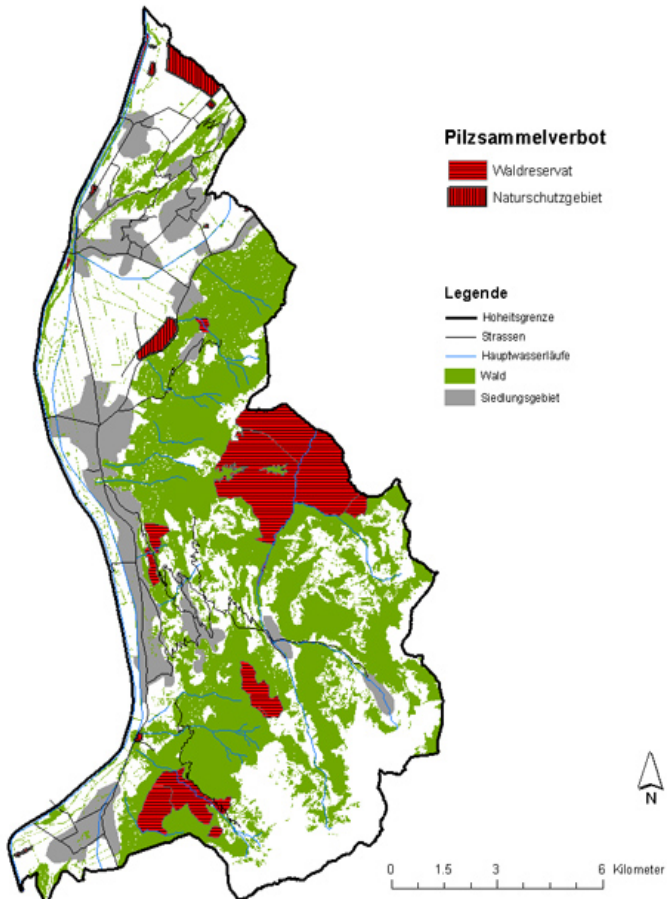 Pilzsammelverbot
Waldreservat
Naturschutzgebiet
Legende
Hoheitsgrenze
Strassen
Hauptwasserläufe
Wald
Siedlungsgebiet
N
0 1.5 3 6 Kilometer